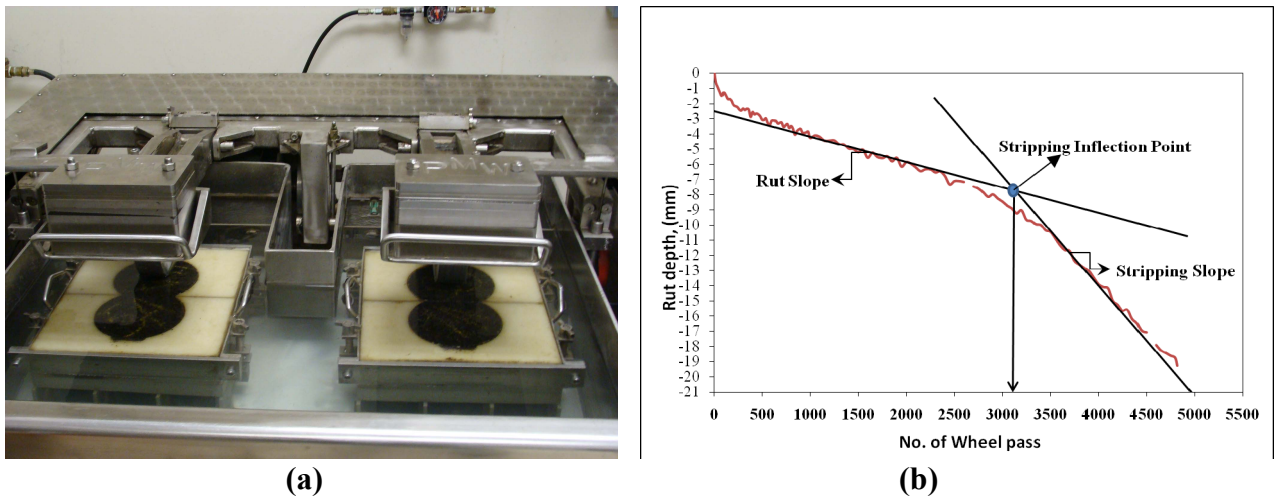 0
-1
-2
-3
-4
-5
-6
-7
-8
-9
-10
-11
-12
-13
-14
-15
-16
-17
-18
-19
-20
-21
Rut depth, (mm)
Stripping Inflection Point
Rut Slope
Stripping Slope
0 500 1000 1500 2000 2500 3000 3500 4000 4500 5000 5500
No. of Wheel pass
(a)
(b)